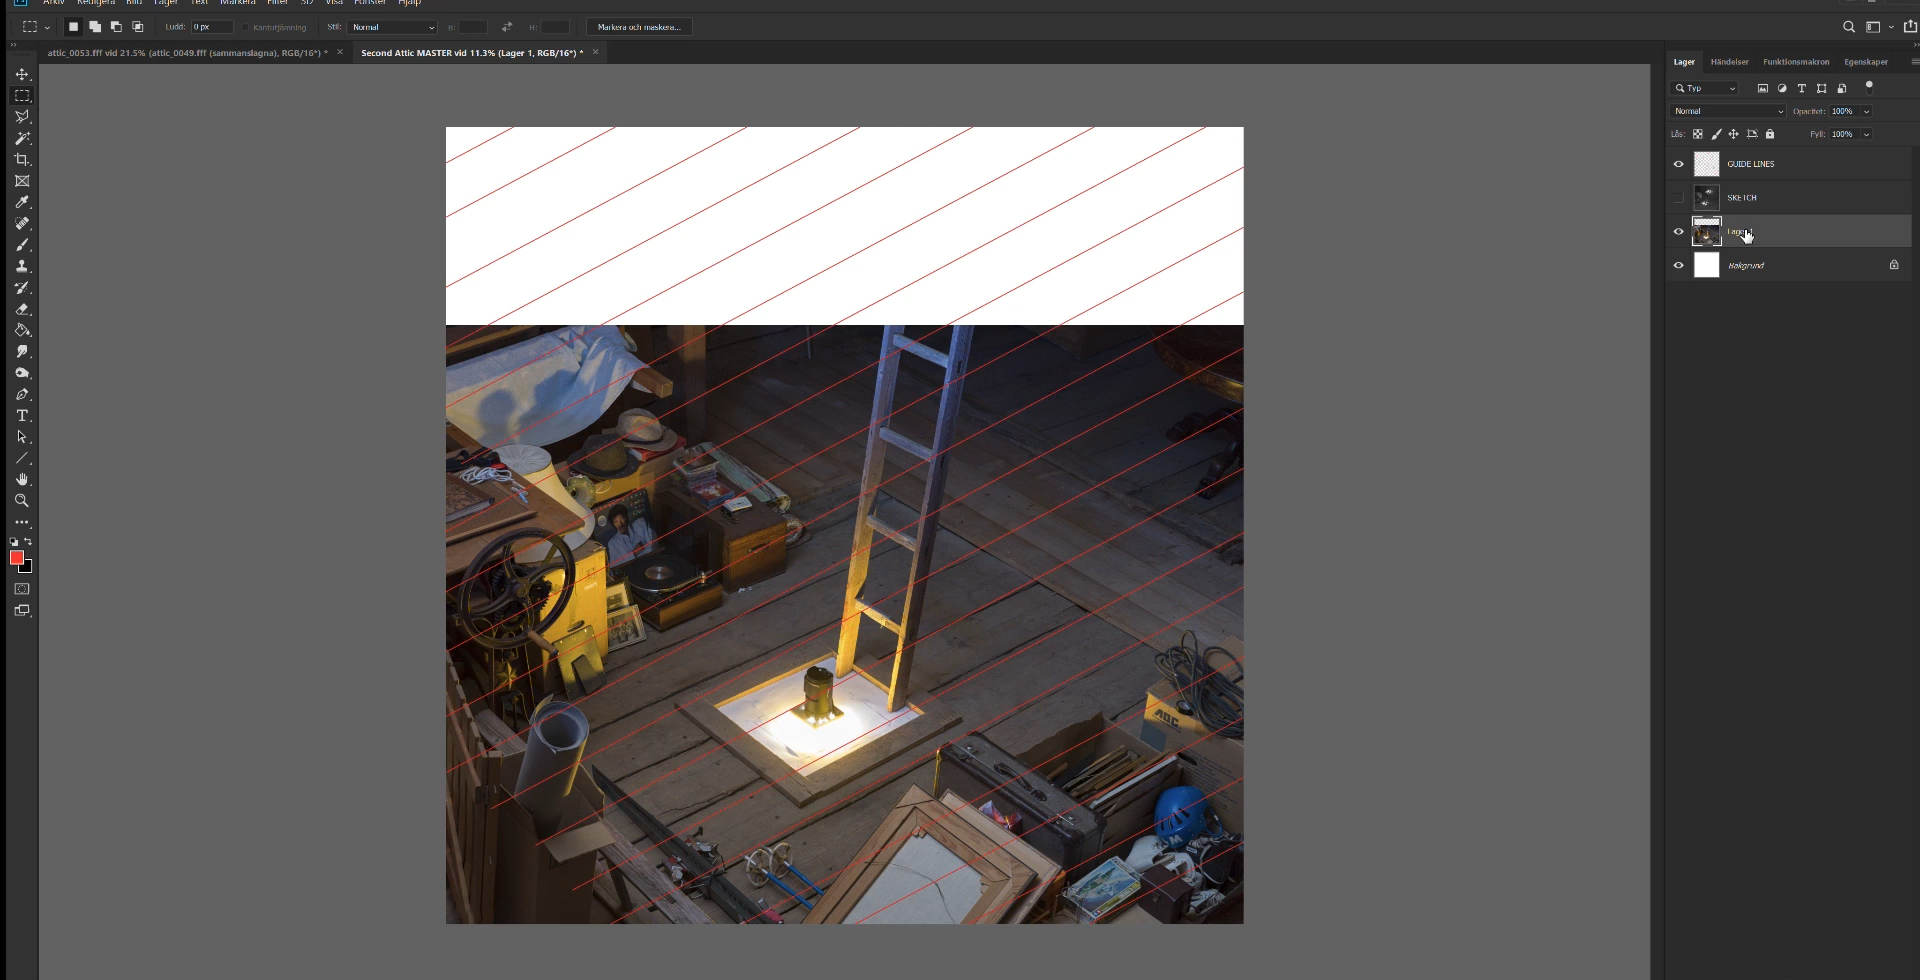 Arkiv Redigera Bild Lager Text Markera Filter 3D Visa Fönster Hjälp
Ludd: 0 px Kantutjämning Stil: Normal B: H: Markera och maskera...
attic_0053.fff vid 21.5% (attic_0049.fff (sammanslagna), RGB/16*) * × Second Attic MASTER vid 11.3% (Lager 1, RGB/16*) * ×
Lager Händelser Funktionsmakron Egenskaper
Typ
Normal Opacitet: 100%
Lås: Fyll: 100%
GUIDE LINES
SKETCH
Bakgrund